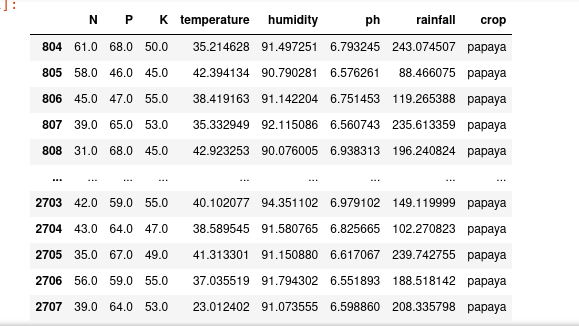 ]:
N P K temperature humidity ph rainfall crop
804 61.0 68.0 50.0 35.214628 91.497251 6.793245 243.074507 papaya
805 58.0 46.0 45.0 42.394134 90.790281 6.576261 88.466075 papaya
806 45.0 47.0 55.0 38.419163 91.142204 6.751453 119.265388 papaya
807 39.0 65.0 53.0 35.332949 92.115086 6.560743 235.613359 papaya
808 31.0 68.0 45.0 42.923253 90.076005 6.938313 196.240824 papaya
... ... ... ... ... ... ... ... ...
2703 42.0 59.0 55.0 40.102077 94.351102 6.979102 149.119999 papaya
2704 43.0 64.0 47.0 38.589545 91.580765 6.825665 102.270823 papaya
2705 35.0 67.0 49.0 41.313301 91.150880 6.617067 239.742755 papaya
2706 56.0 59.0 55.0 37.035519 91.794302 6.551893 188.518142 papaya
2707 39.0 64.0 53.0 23.012402 91.073555 6.598860 208.335798 papaya